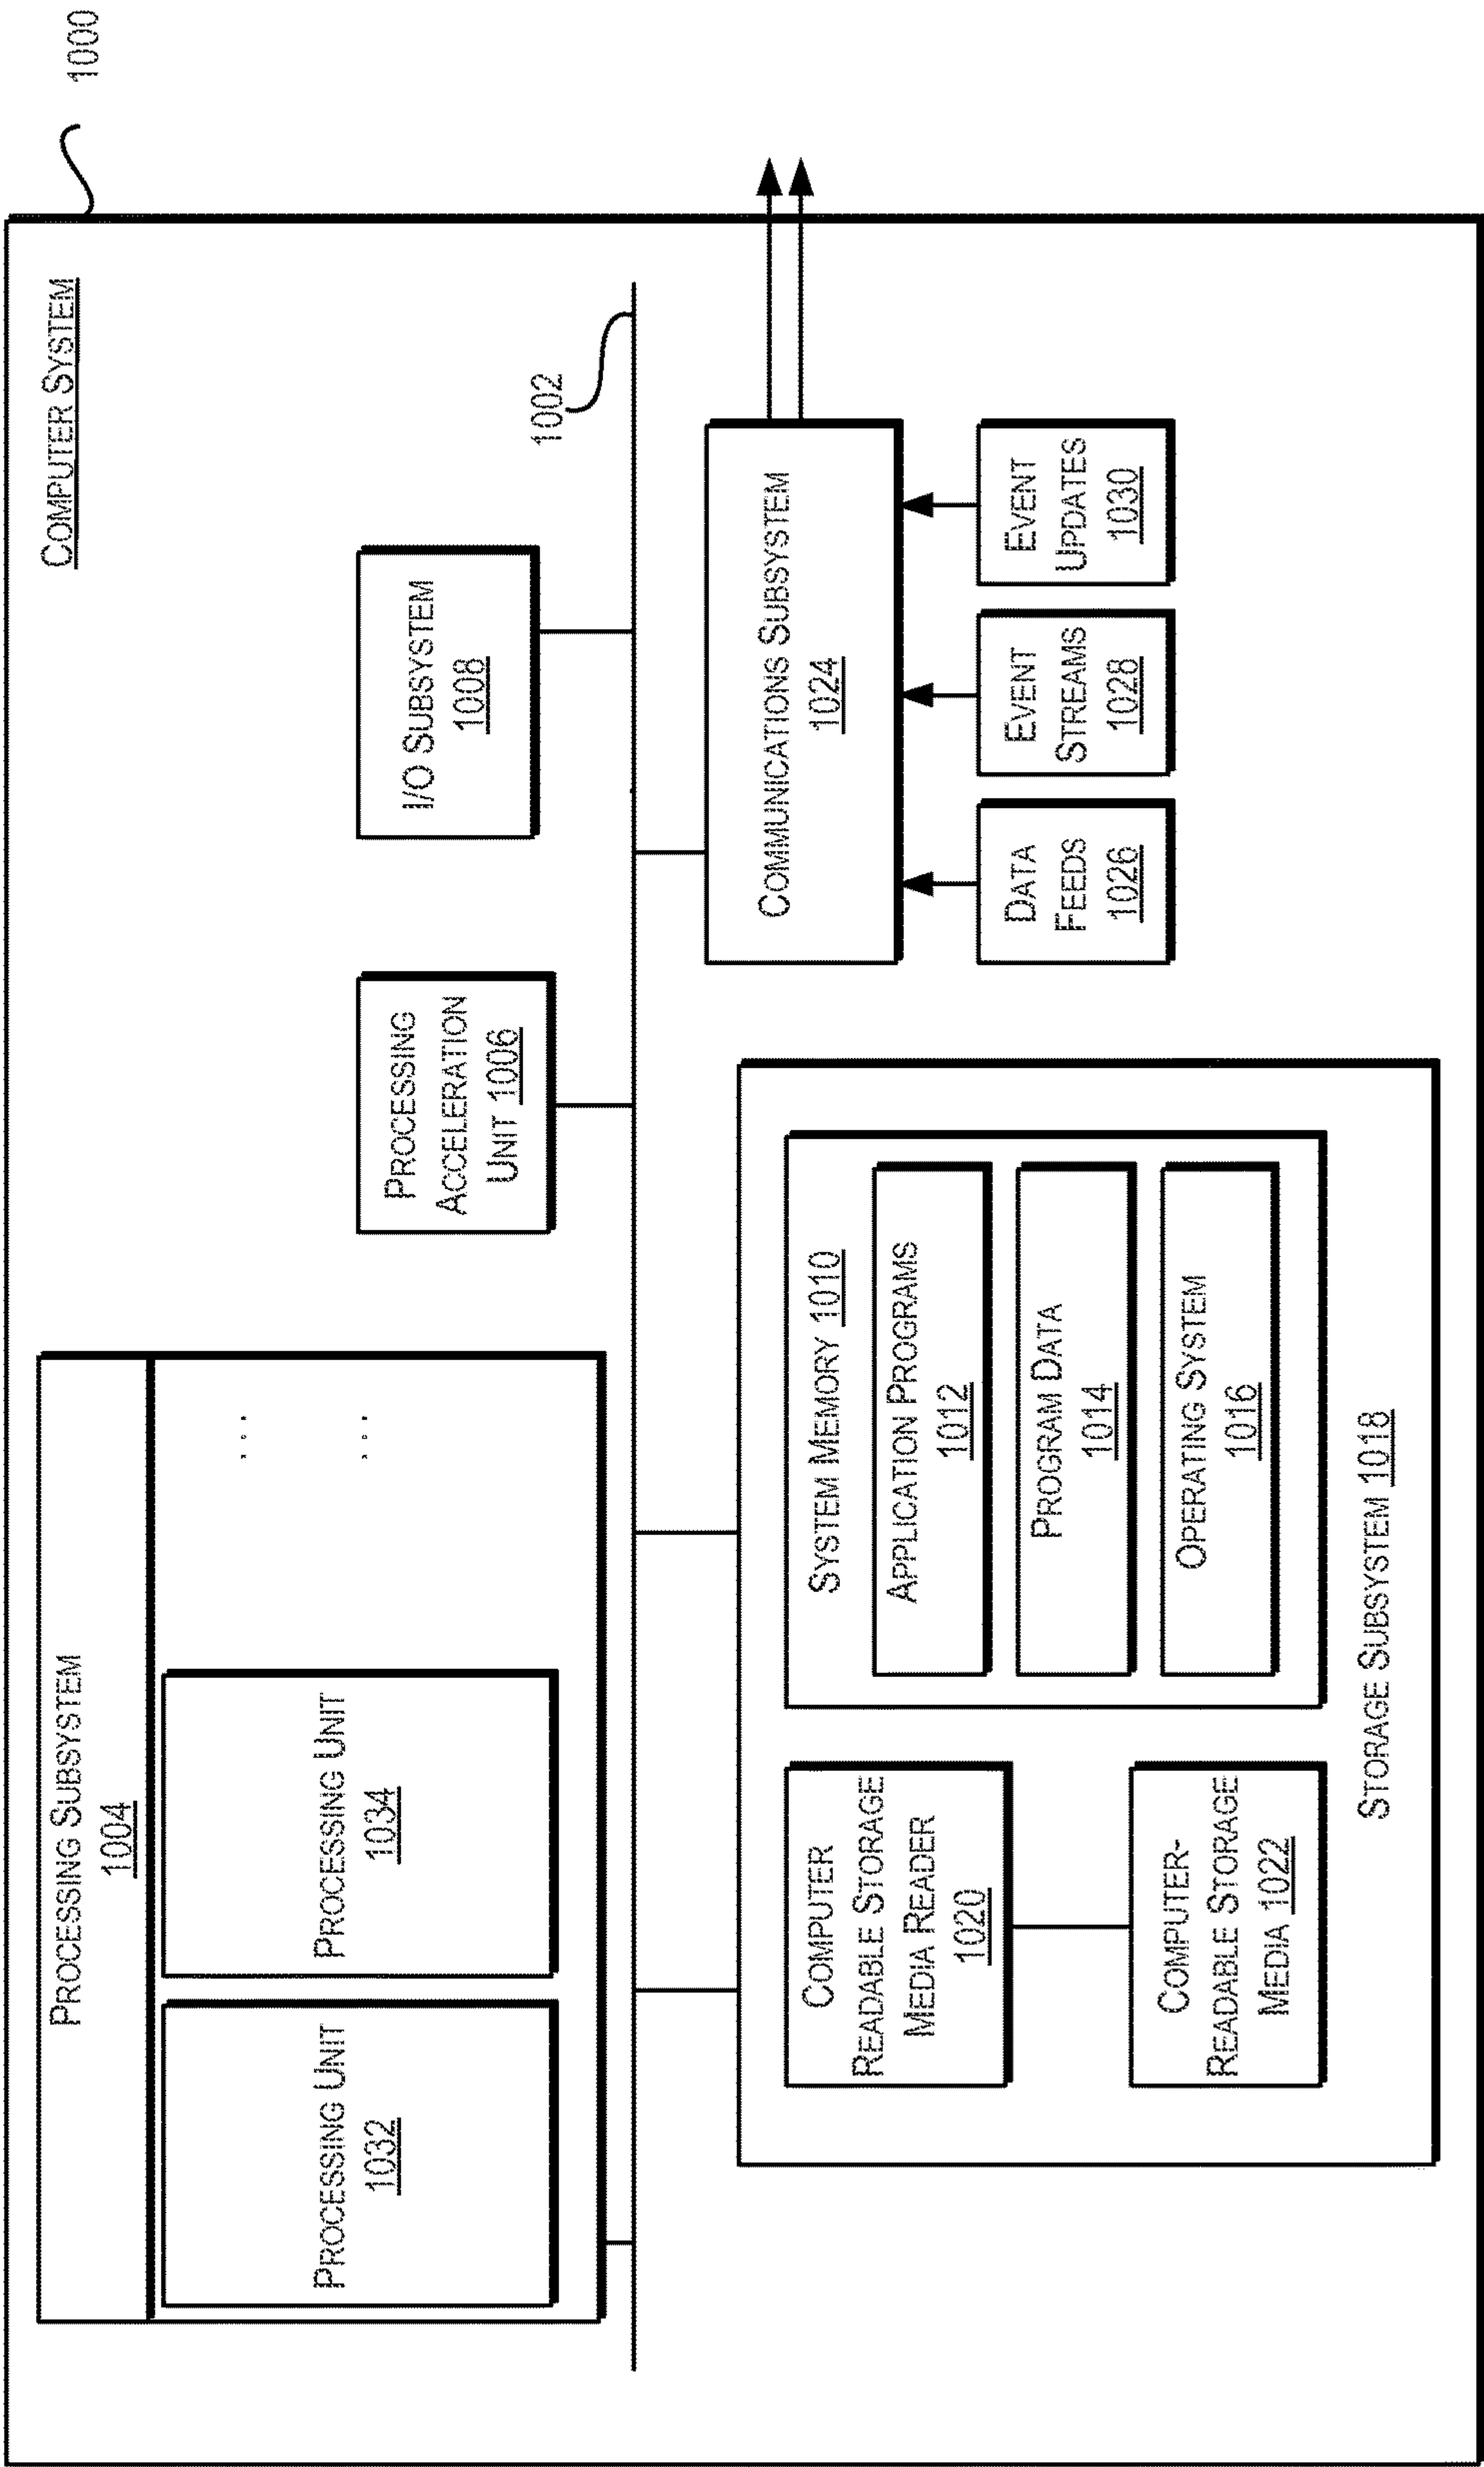 1000
COMPUTER SYSTEM
PROCESSING SUBSYSTEM
1004
PROCESSING UNIT
1032
PROCESSING UNIT
1034
...
...
PROCESSING
ACCELERATION
UNIT 1006
I/O SUBSYSTEM
1008
1002
COMPUTER
READABLE STORAGE
MEDIA READER
1020
COMPUTER-
READABLE STORAGE
MEDIA 1022
SYSTEM MEMORY 1010
APPLICATION PROGRAMS
1012
PROGRAM DATA
1014
OPERATING SYSTEM
1016
STORAGE SUBSYSTEM 1018
COMMUNICATIONS SUBSYSTEM
1024
DATA
FEEDS
1026
EVENT
STREAMS
1028
EVENT
UPDATES
1030